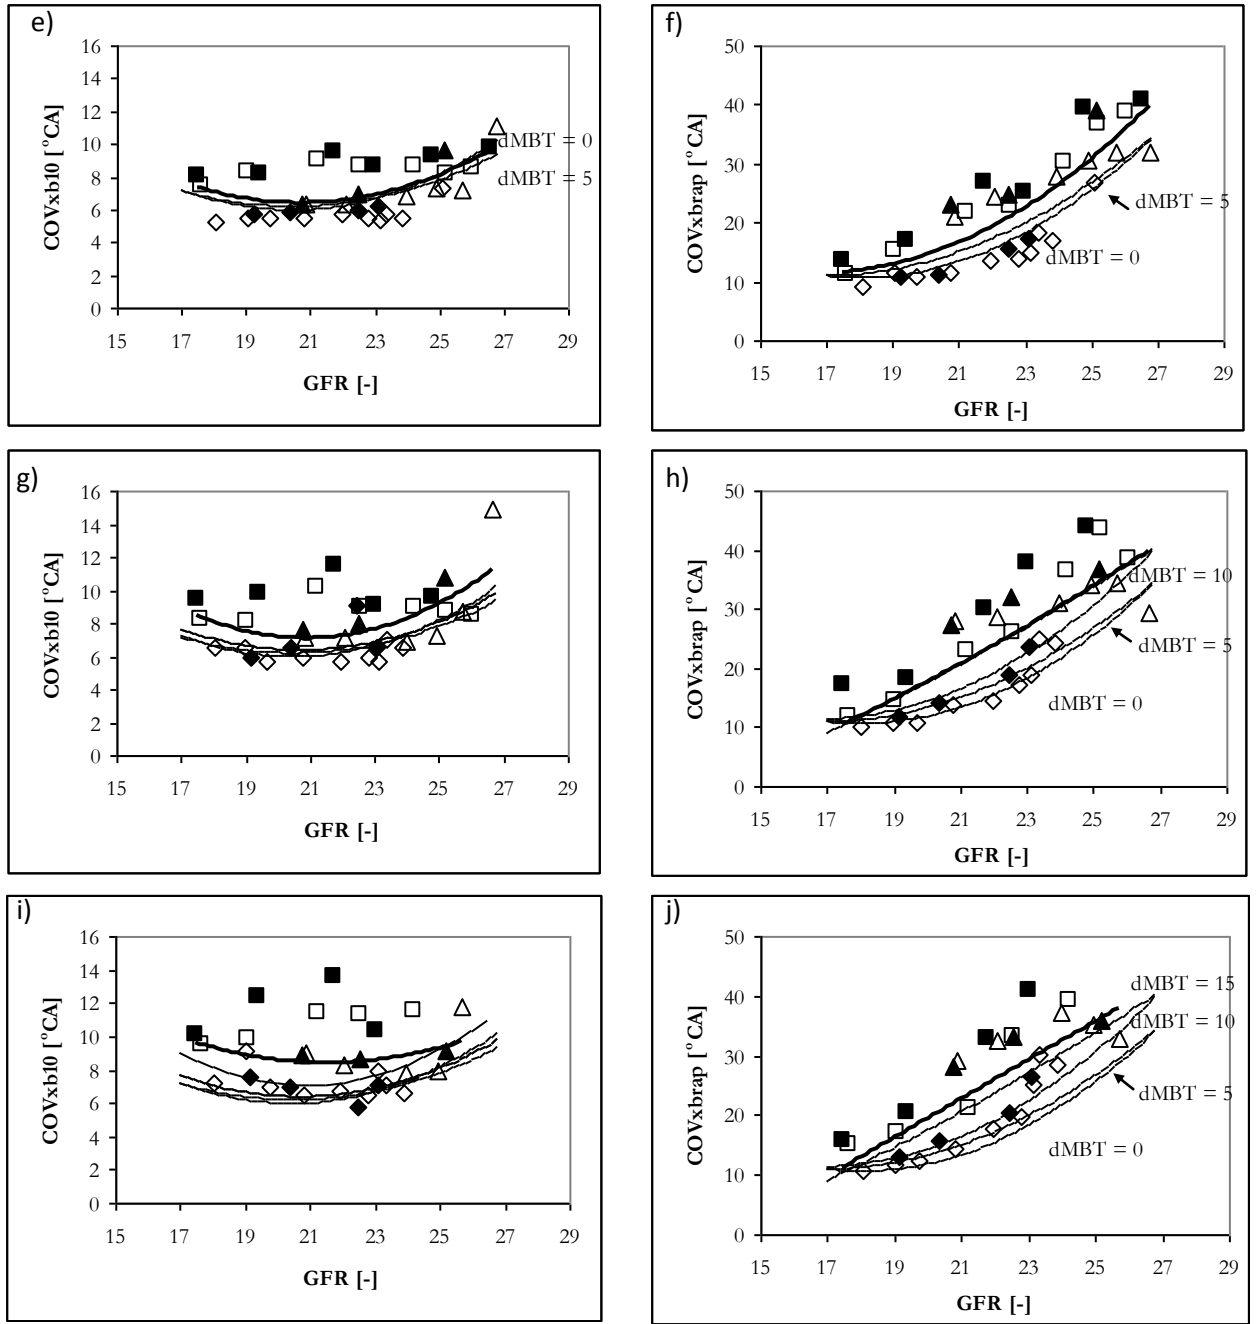 e)
COVxb10 [°CA]
16
14
12
10
8
6
4
2
0
dMBT = 0
dMBT = 5
15 17 19 21 23 25 27 29
GFR [-]
f)
COVxbrap [°CA]
50
40
30
20
10
0
dMBT = 5
dMBT = 0
15 17 19 21 23 25 27 29
GFR [-]
g)
COVxb10 [°CA]
16
14
12
10
8
6
4
2
0
15 17 19 21 23 25 27 29
GFR [-]
h)
COVxbrap [°CA]
50
40
30
20
10
0
dMBT = 10
dMBT = 5
dMBT = 0
15 17 19 21 23 25 27 29
GFR [-]
i)
COVxb10 [°CA]
16
14
12
10
8
6
4
2
0
15 17 19 21 23 25 27 29
GFR [-]
j)
COVxbrap [°CA]
50
40
30
20
10
0
dMBT = 15
dMBT = 10
dMBT = 5
dMBT = 0
15 17 19 21 23 25 27 29
GFR [-]